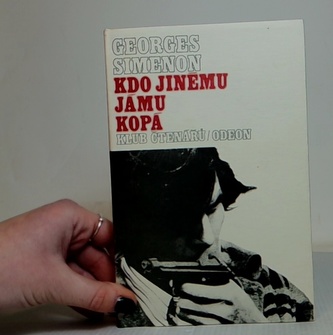 GEORGES
SIMENON
KDO JINÉMU
JÁMU
KOPÁ
KLUB ČTENÁŘŮ/ODEON